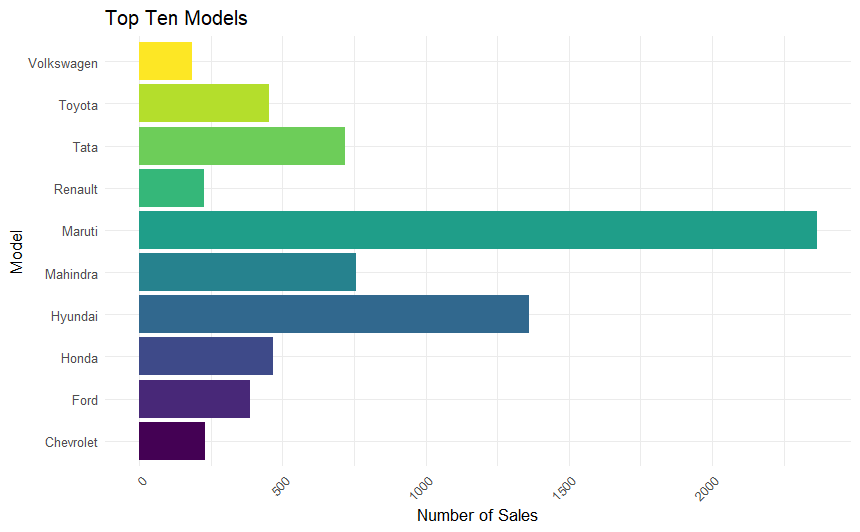 Top Ten Models
Volkswagen
Toyota
Tata
Renault
Maruti
Mahindra
Hyundai
Honda
Ford
Chevrolet
Model
0
500
1000
1500
2000
Number of Sales